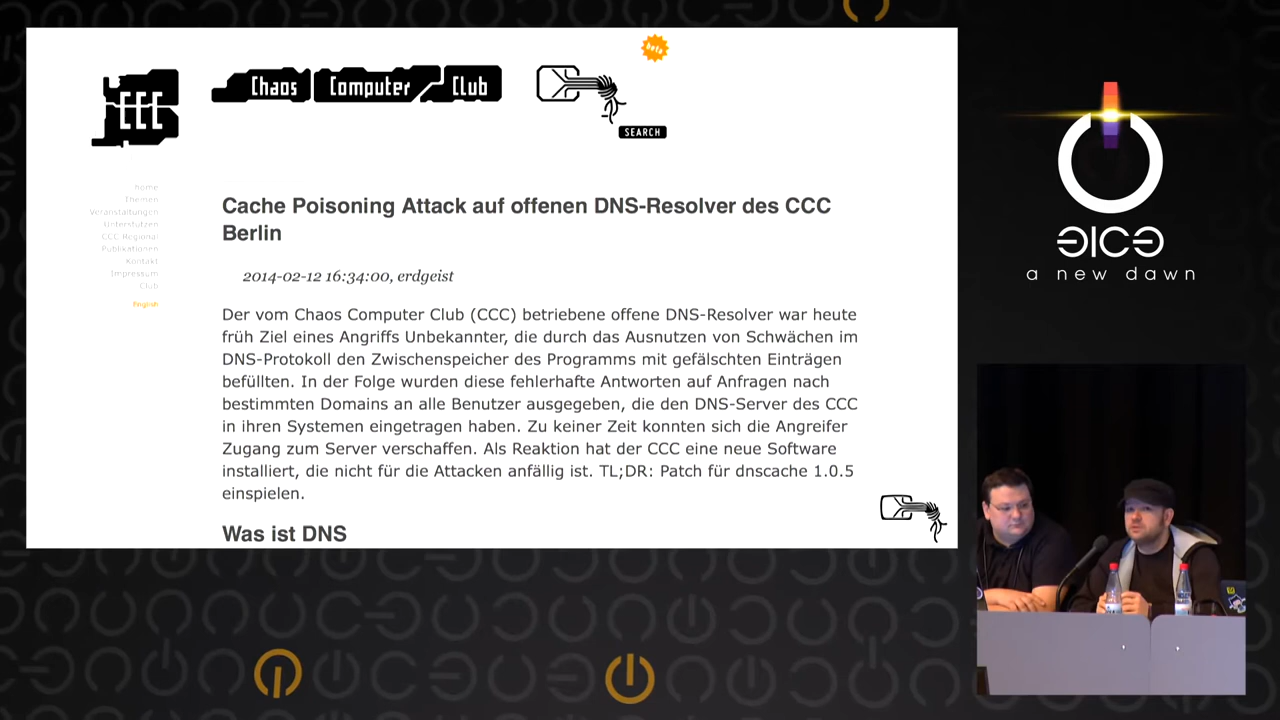 beta
CCC
Chaos Computer Club
SEARCH
home
Themen
Veranstaltungen
Unterstützen
CCC Regional
Publikationen
Kontakt
Impressum
Club
English
Cache Poisoning Attack auf offenen DNS-Resolver des CCC
Berlin
2014-02-12 16:34:00, erdgeist
Der vom Chaos Computer Club (CCC) betriebene offene DNS-Resolver war heute
früh Ziel eines Angriffs Unbekannter, die durch das Ausnutzen von Schwächen im
DNS-Protokoll den Zwischenspeicher des Programms mit gefälschten Einträgen
befüllten. In der Folge wurden diese fehlerhafte Antworten auf Anfragen nach
bestimmten Domains an alle Benutzer ausgegeben, die den DNS-Server des CCC
in ihren Systemen eingetragen haben. Zu keiner Zeit konnten sich die Angreifer
Zugang zum Server verschaffen. Als Reaktion hat der CCC eine neue Software
installiert, die nicht für die Attacken anfällig ist. TL;DR: Patch für dnscache 1.0.5
einspielen.
Was ist DNS
31C3
a new dawn